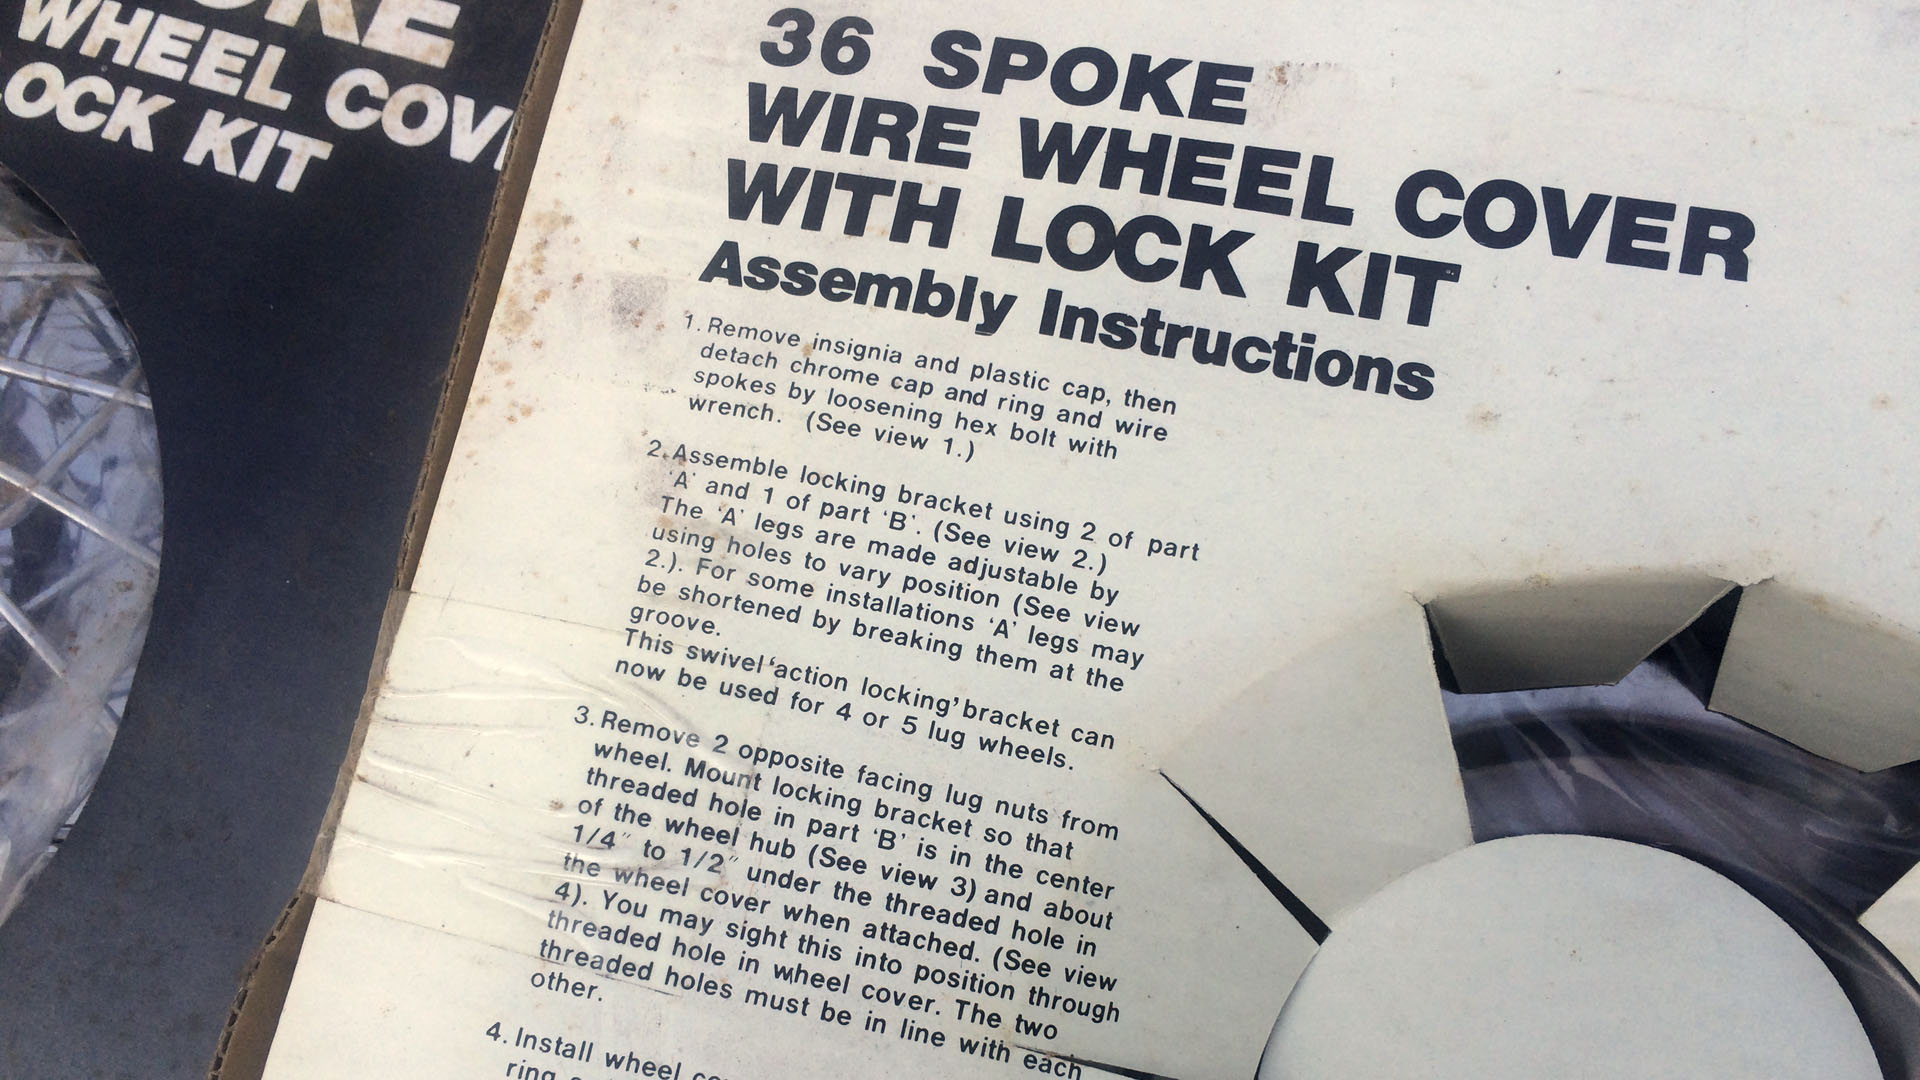 OKE
WHEEL COV
LOCK KIT
36 SPOKE
WIRE WHEEL COVER
WITH LOCK KIT
Assembly Instructions
1. Remove insignia and plastic cap, then
detach chrome cap and ring and wire
spokes by loosening hex bolt with
wrench. (See view 1.)
2. Assemble locking bracket using 2 of part
'A' and 1 of part 'B'. (See view 2.)
The 'A' legs are made adjustable by
using holes to vary position (See view
2.). For some installations 'A' legs may
be shortened by breaking them at the
groove.
This swivel 'action locking' bracket can
now be used for 4 or 5 lug wheels.
3. Remove 2 opposite facing lug nuts from
wheel. Mount locking bracket so that
threaded hole in part 'B' is in the center
of the wheel hub (See view 3) and about
1/4" to 1/2" under the threaded hole in
the wheel cover when attached. (See view
4). You may sight this into position through
threaded hole in wheel cover. The two
threaded holes must be in line with each
other.
4. Install wheel
ring